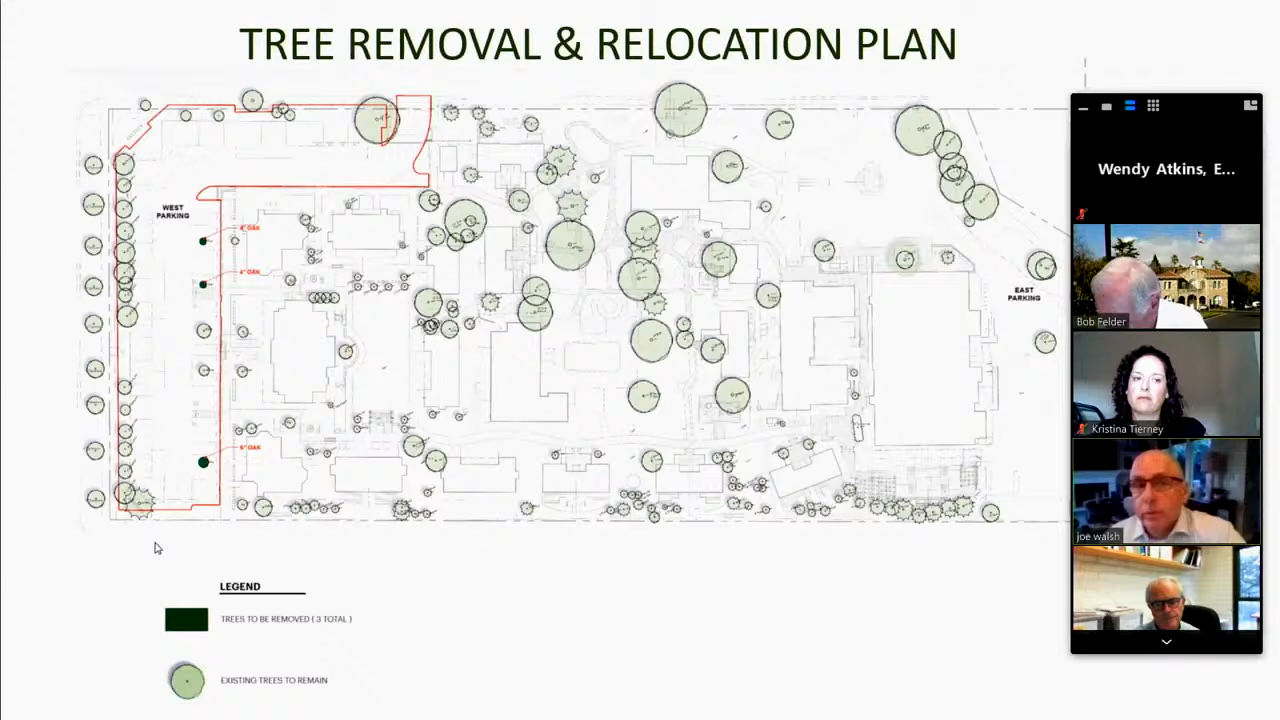 TREE REMOVAL & RELOCATION PLAN
Wendy Atkins, E...
WEST
PARKING
4" OAK
4" OAK
6" OAK
EAST
PARKING
Bob Felder
Kristina Tierney
joe walsh
LEGEND
TREES TO BE REMOVED ( 3 TOTAL )
EXISTING TREES TO REMAIN